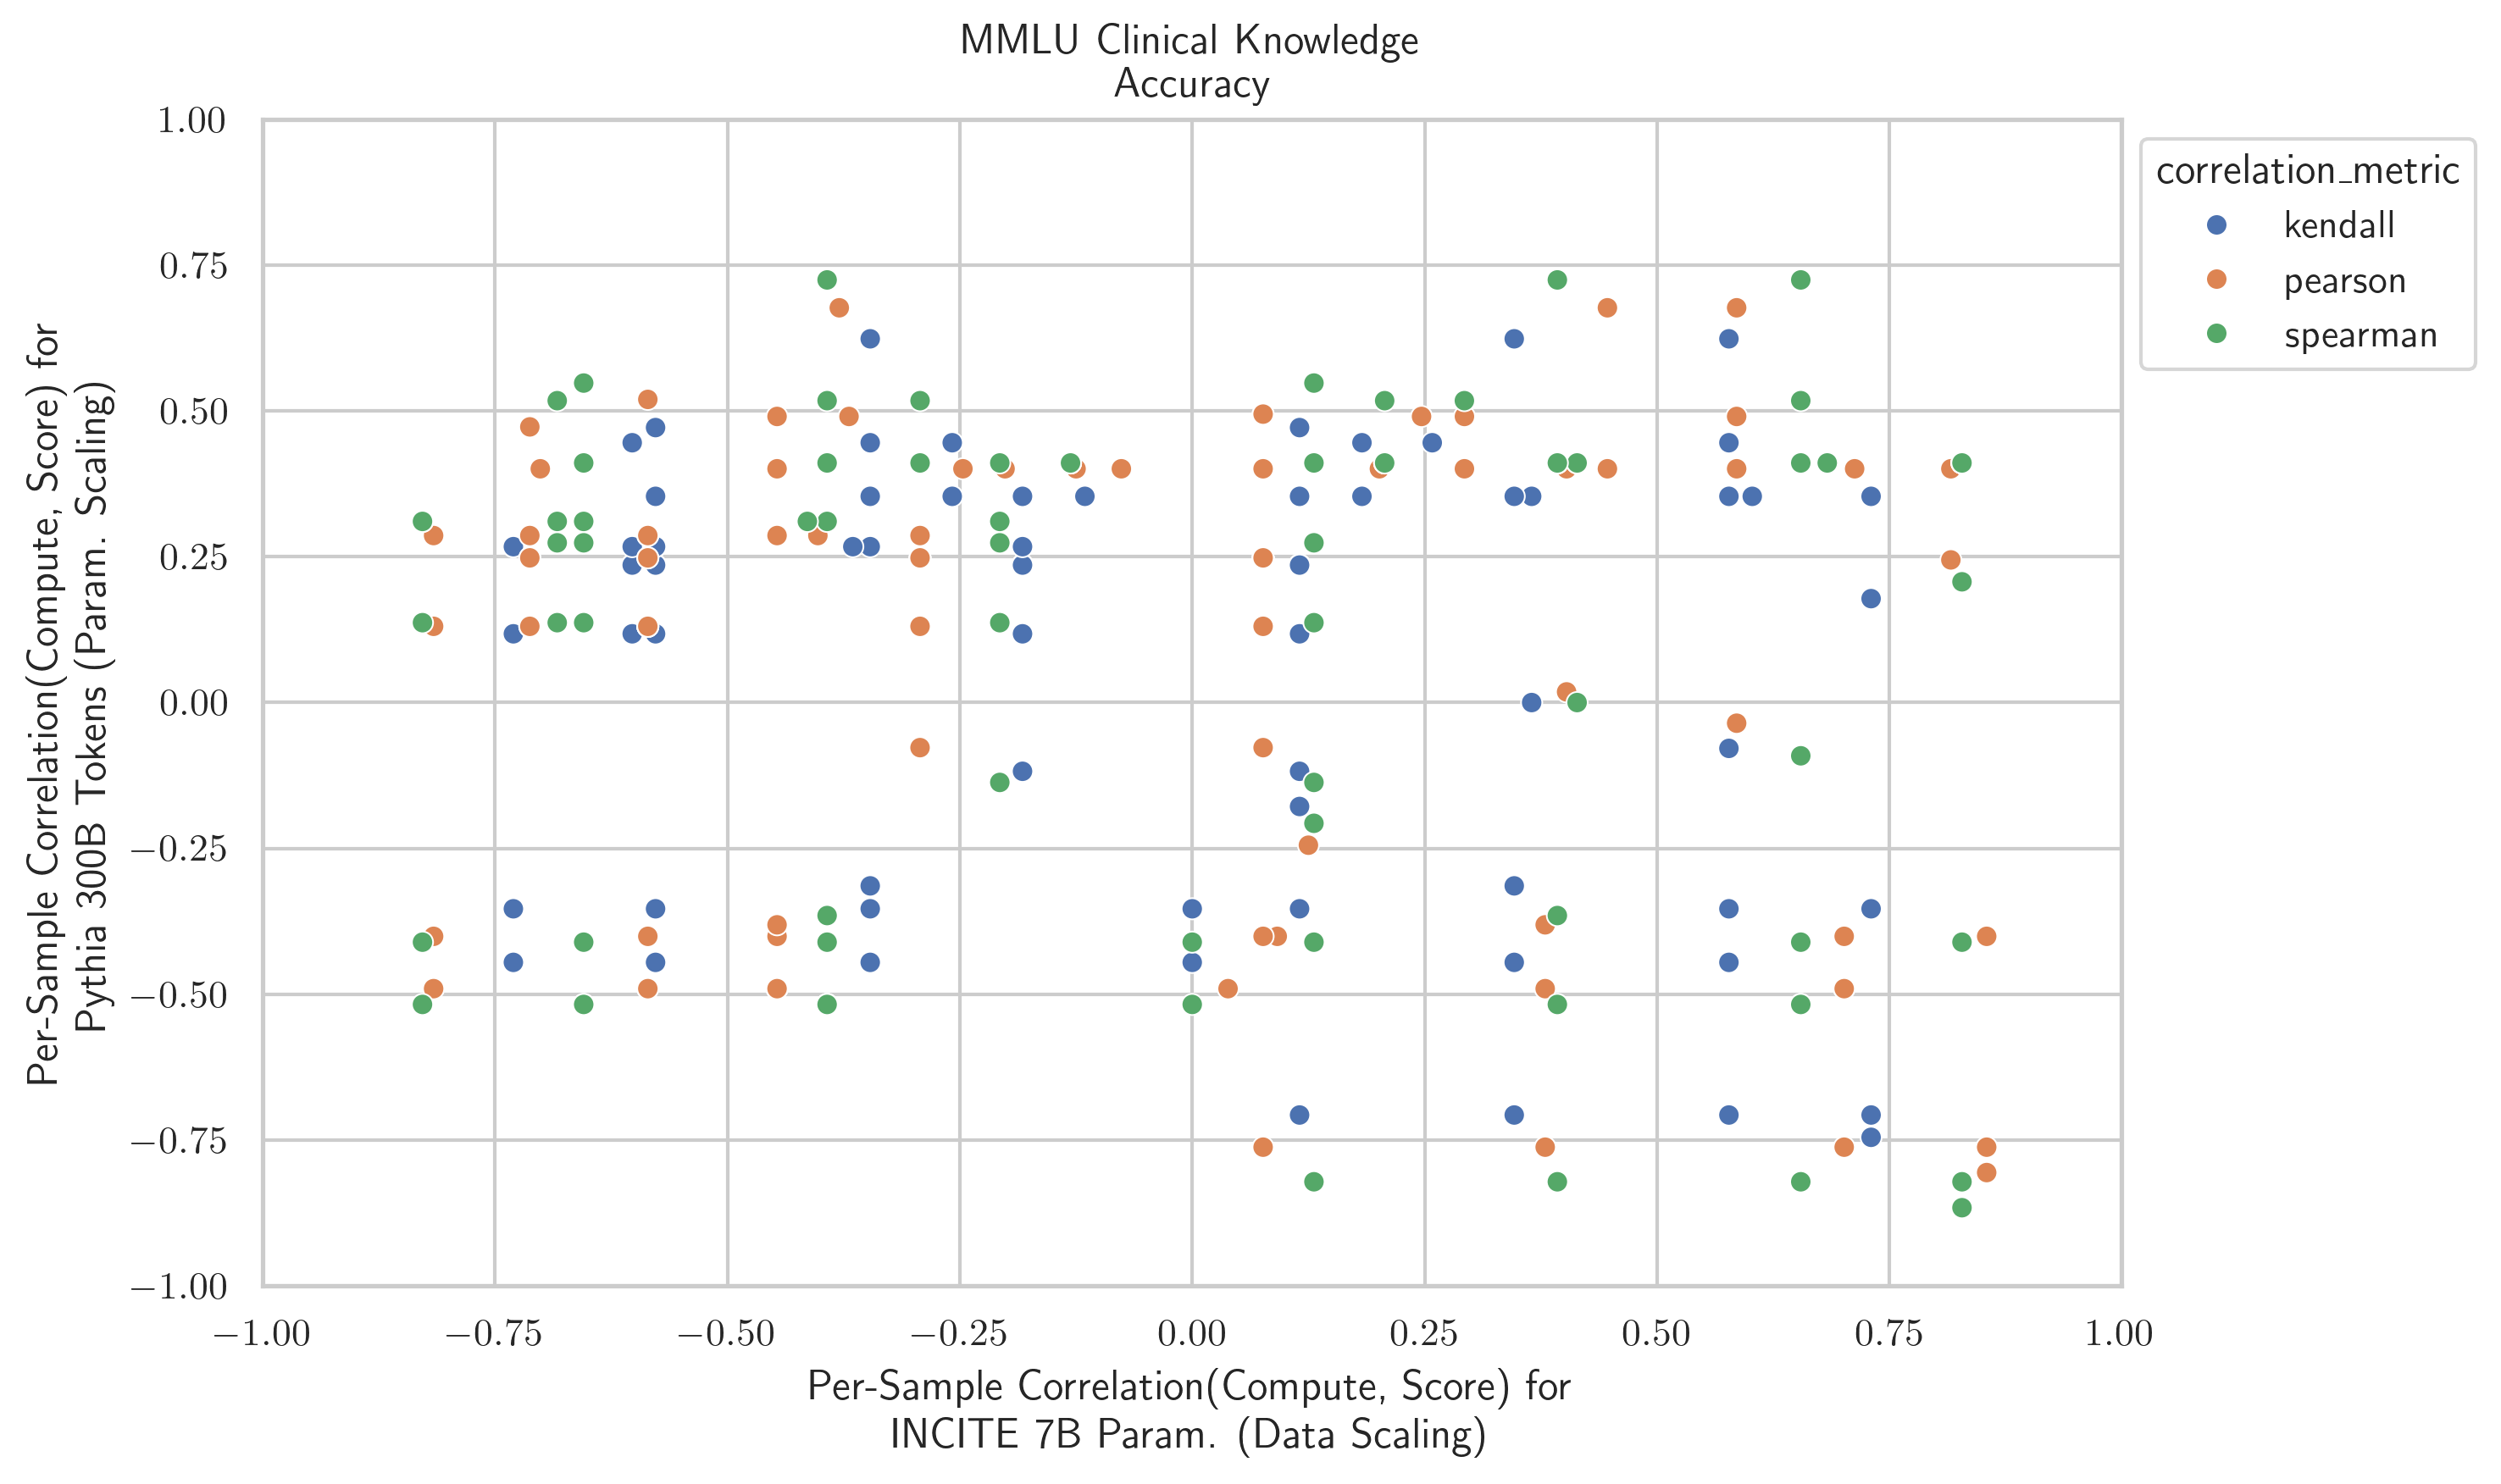 MMLU Clinical Knowledge
Accuracy
1.00
0.75
0.50
0.25
0.00
−0.25
−0.50
−0.75
−1.00
Per-Sample Correlation(Compute, Score) for
Pythia 300B Tokens (Param. Scaling)
−1.00
−0.75
−0.50
−0.25
0.00
0.25
0.50
0.75
1.00
Per-Sample Correlation(Compute, Score) for
INCITE 7B Param. (Data Scaling)
correlation_metric
kendall
pearson
spearman